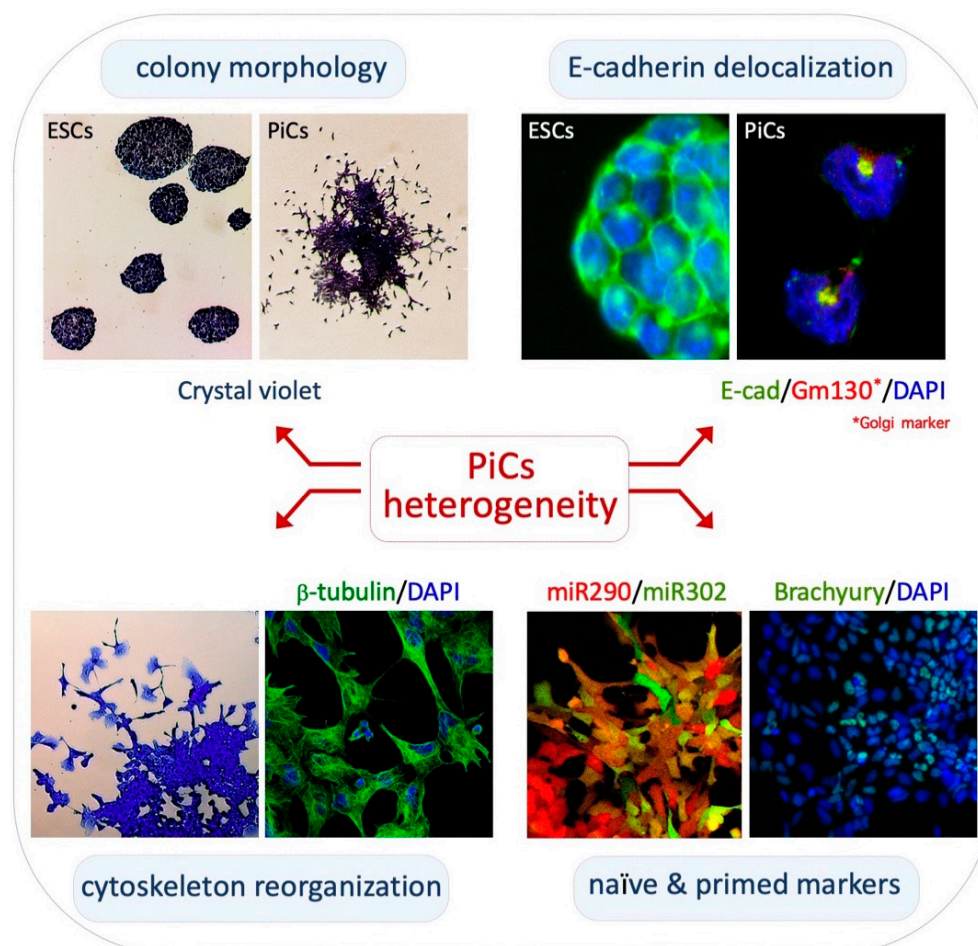 colony morphology
E-cadherin delocalization
ESCs
PiCs
ESCs
PiCs
Crystal violet
E-cad/Gm130*/DAPI
*Golgi marker
PiCs
heterogeneity
β-tubulin/DAPI
miR290/miR302
Brachyury/DAPI
cytoskeleton reorganization
naïve & primed markers